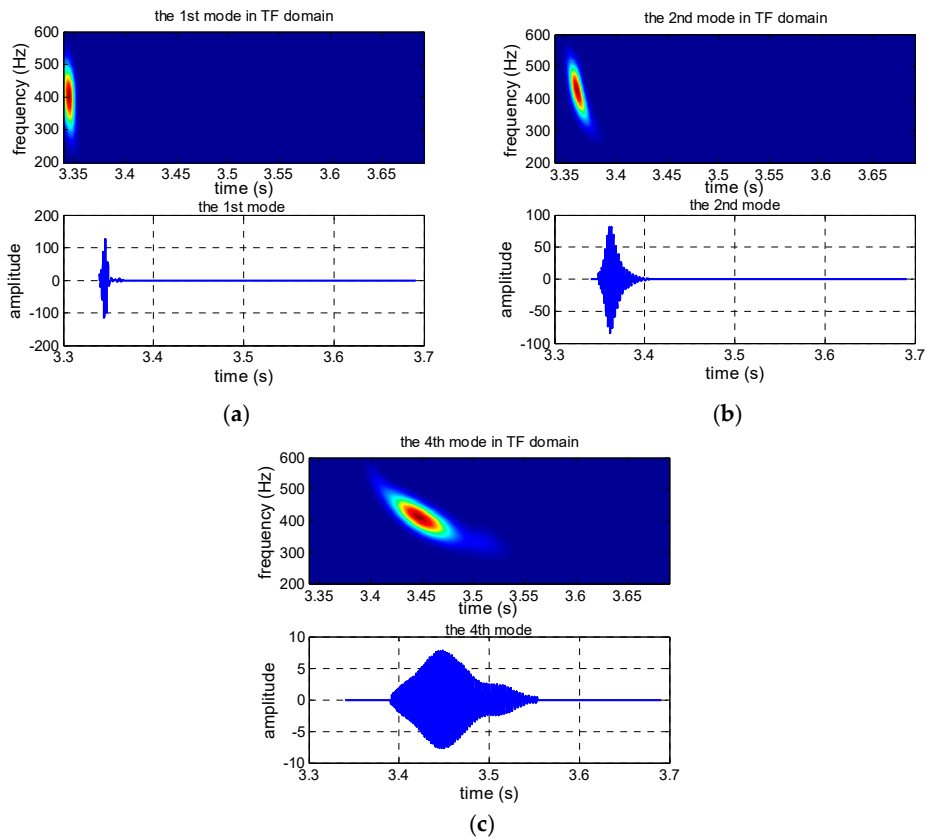 the 1st mode in TF domain
frequency (Hz)
600
500
400
300
200
3.35 3.4 3.45 3.5 3.55 3.6 3.65
time (s)
the 1st mode
amplitude
200
100
0
-100
-200
3.3 3.4 3.5 3.6 3.7
time (s)
(a)
the 2nd mode in TF domain
frequency (Hz)
600
500
400
300
200
3.35 3.4 3.45 3.5 3.55 3.6 3.65
time (s)
the 2nd mode
amplitude
100
50
0
-50
-100
3.3 3.4 3.5 3.6 3.7
time (s)
(b)
the 4th mode in TF domain
frequency (Hz)
600
500
400
300
200
3.35 3.4 3.45 3.5 3.55 3.6 3.65
time (s)
the 4th mode
amplitude
10
5
0
-5
-10
3.3 3.4 3.5 3.6 3.7
time (s)
(c)